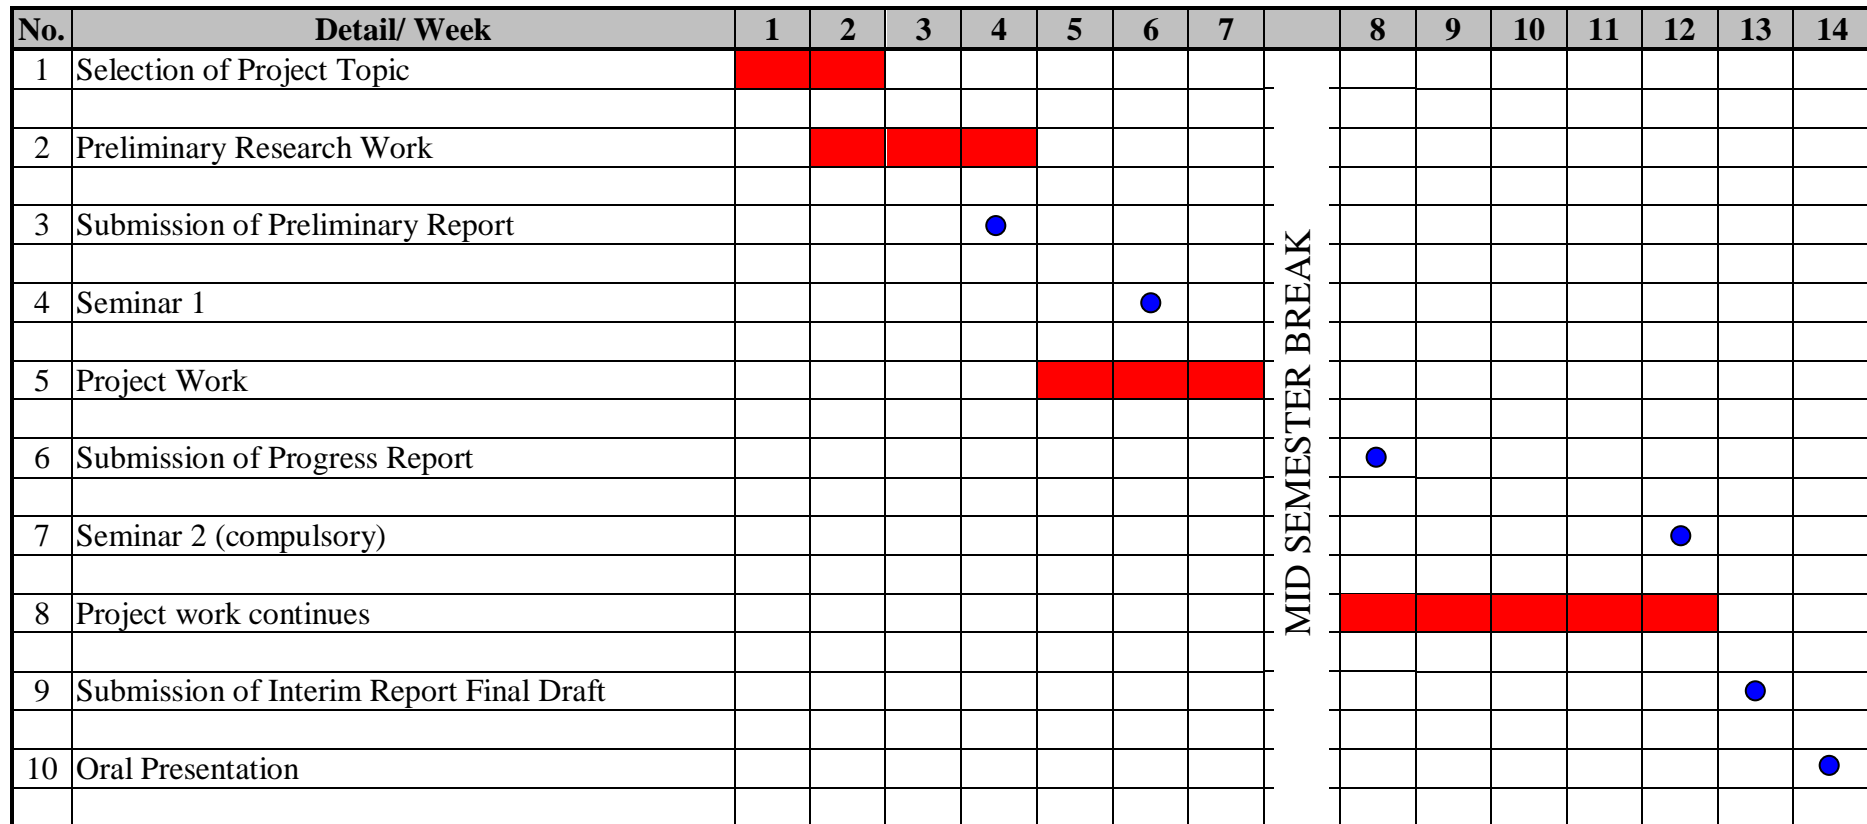 No. Detail/ Week 1 2 3 4 5 6 7 8 9 10 11 12 13 14
1 Selection of Project Topic
2 Preliminary Research Work
3 Submission of Preliminary Report
4 Seminar 1
5 Project Work
6 Submission of Progress Report
7 Seminar 2 (compulsory)
8 Project work continues
9 Submission of Interim Report Final Draft
10 Oral Presentation
MID SEMESTER BREAK